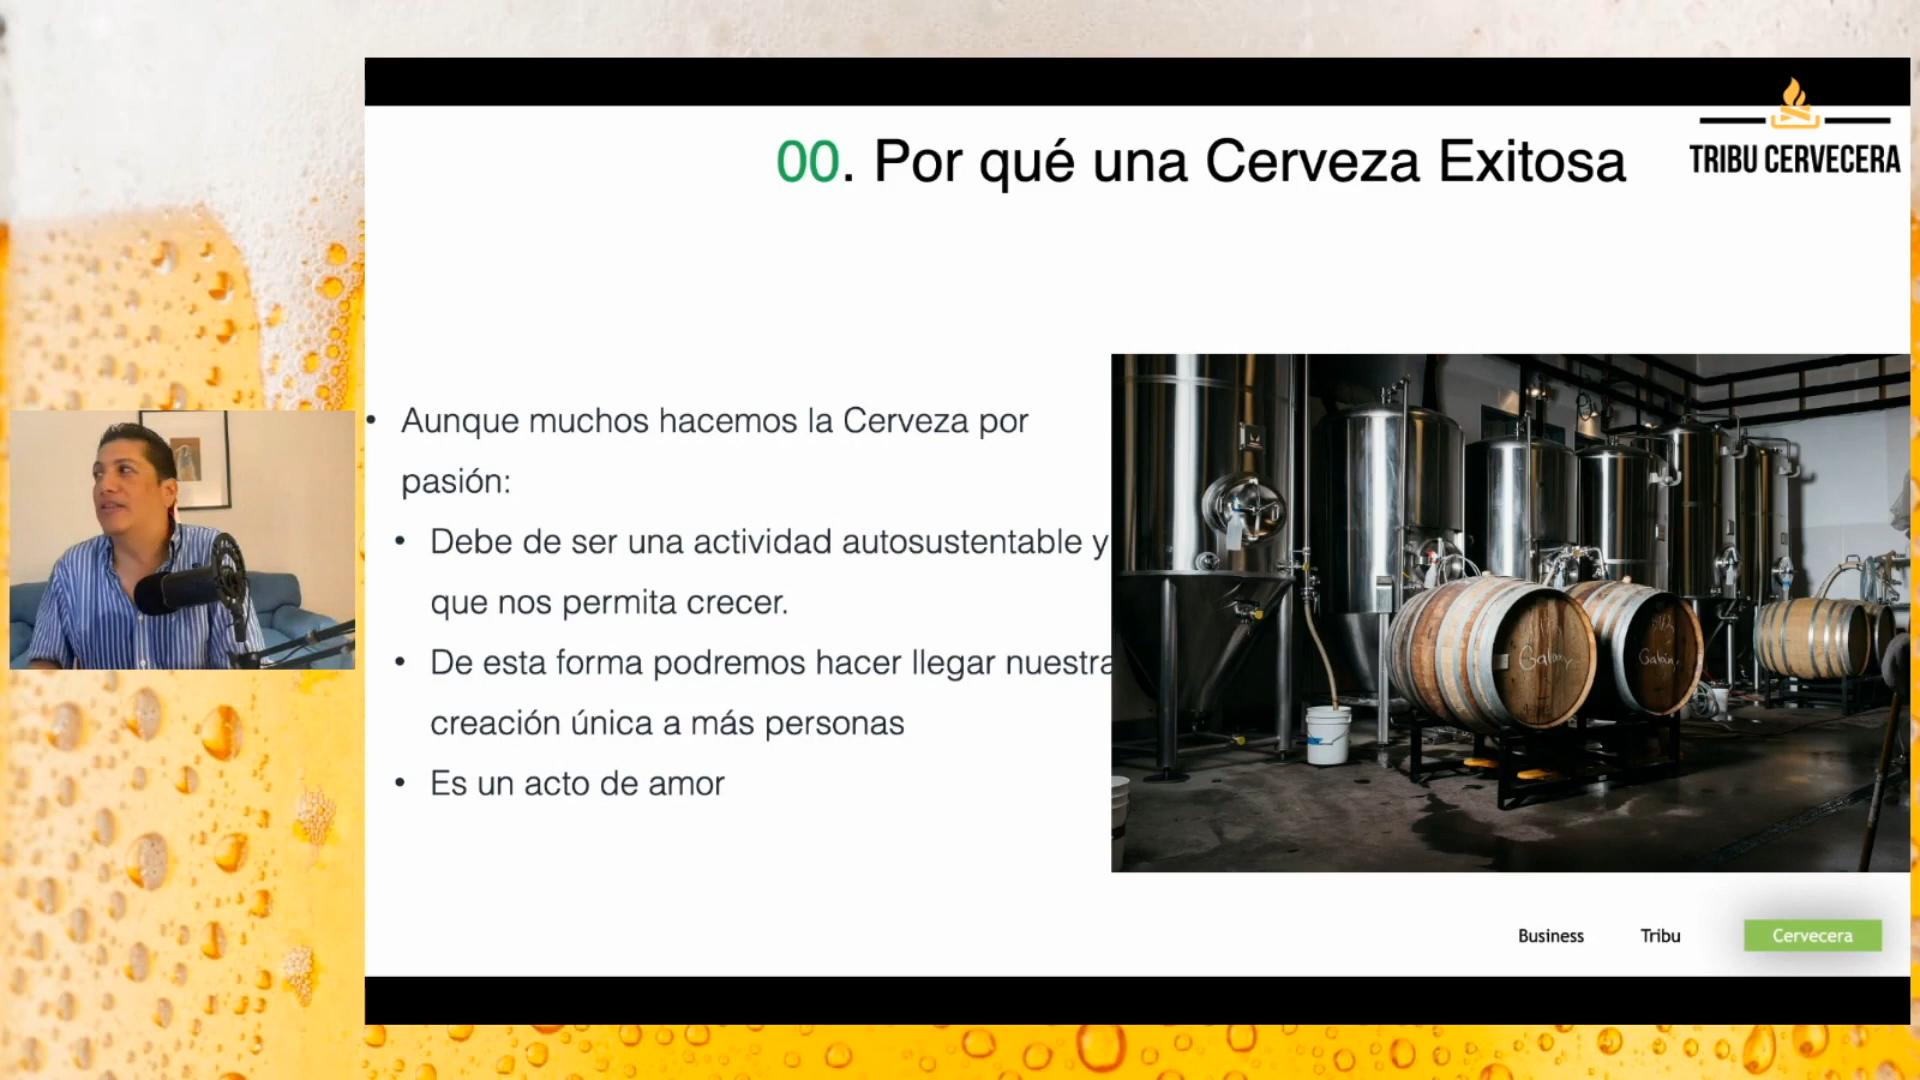 00. Por qué una Cerveza Exitosa
TRIBU CERVECERA
• Aunque muchos hacemos la Cerveza por
pasión:
• Debe de ser una actividad autosustentable y
que nos permita crecer.
• De esta forma podremos hacer llegar nuestra
creación única a más personas
• Es un acto de amor
Business
Tribu
Cervecera